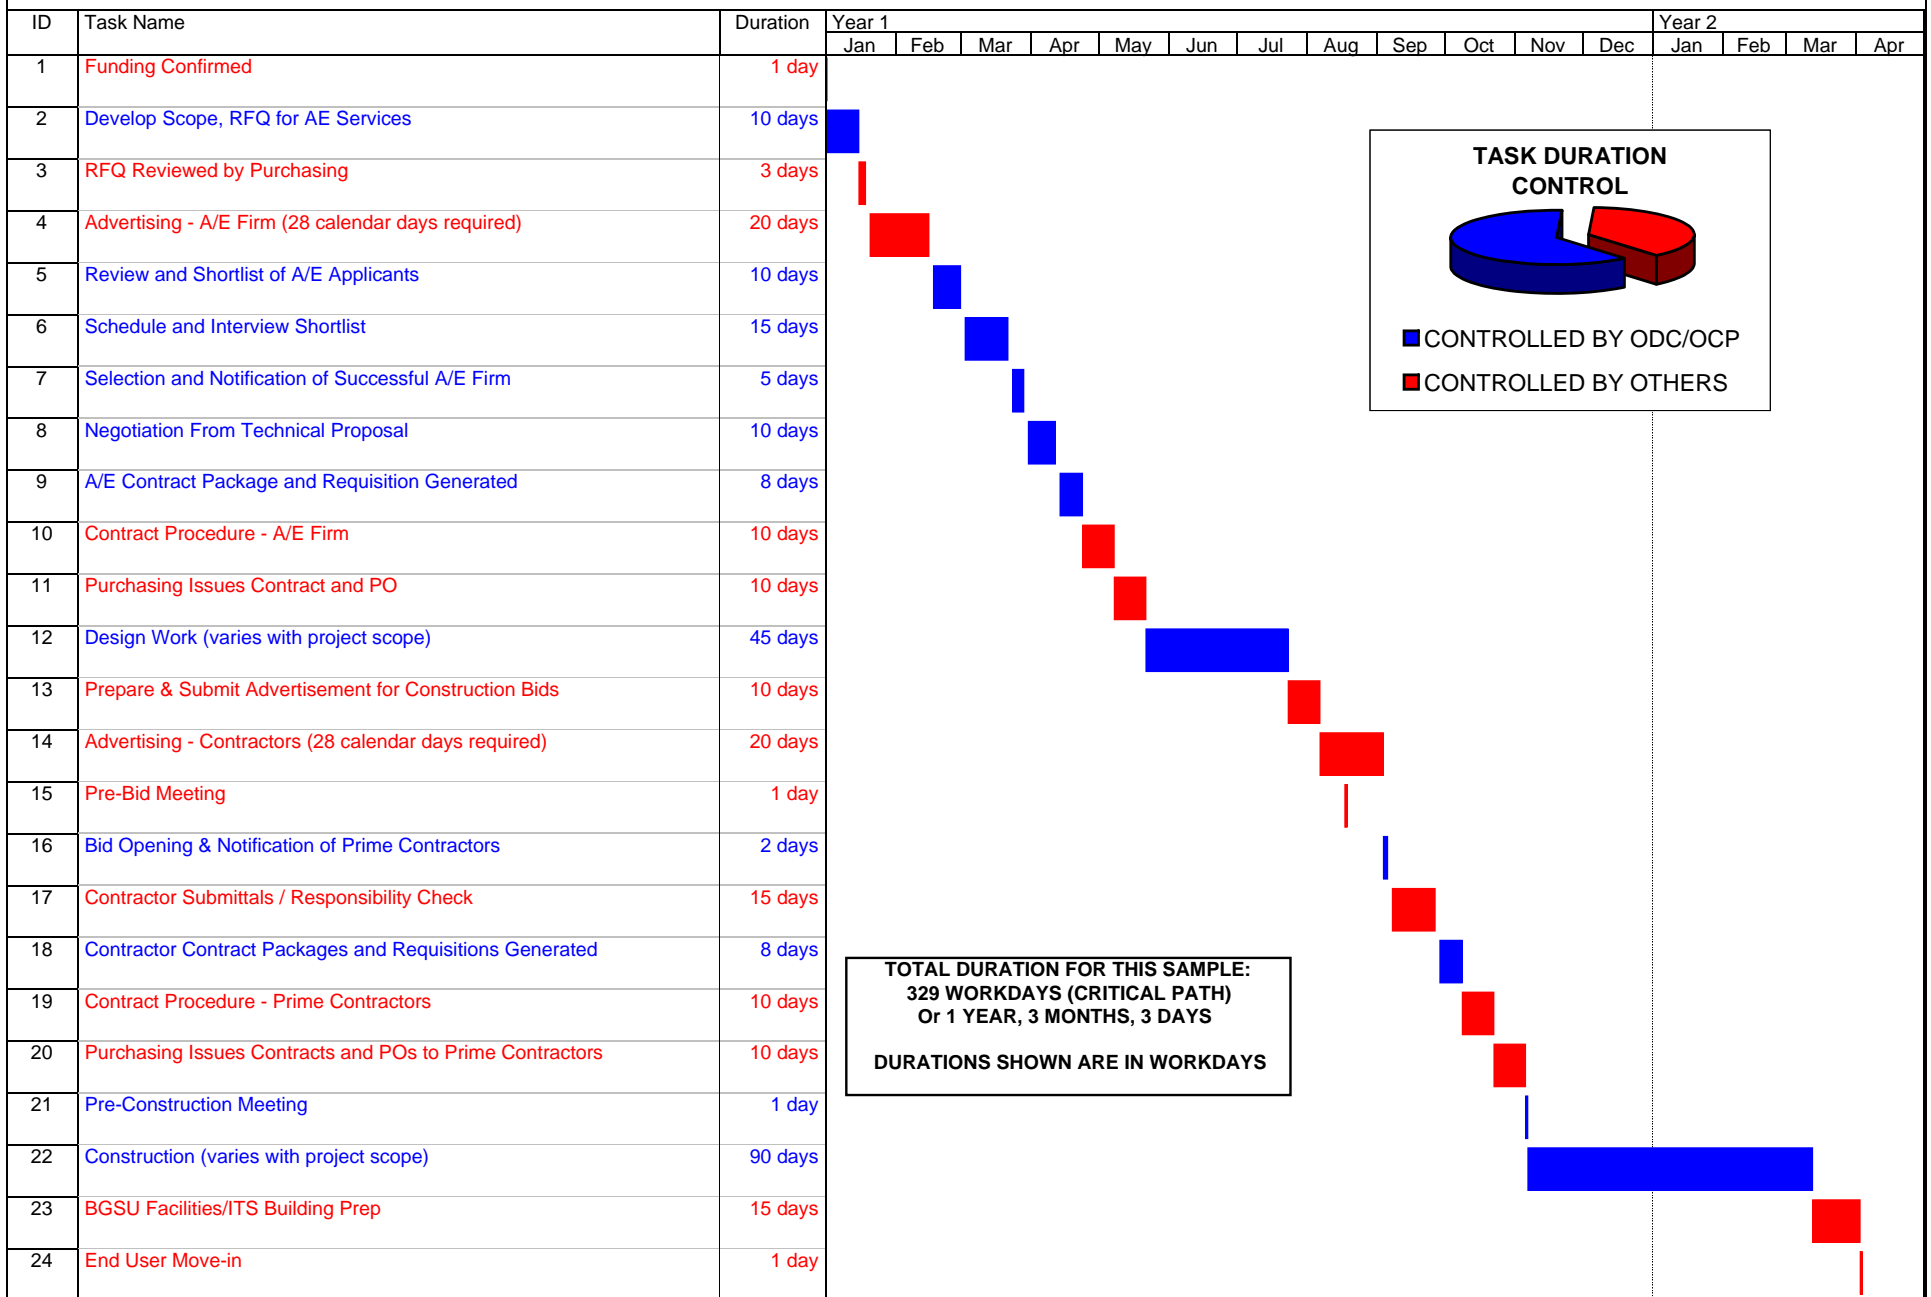 ID Task Name Duration Year 1 Year 2
Jan Feb Mar Apr May Jun Jul Aug Sep Oct Nov Dec Jan Feb Mar Apr
1 Funding Confirmed 1 day
2 Develop Scope, RFQ for AE Services 10 days
3 RFQ Reviewed by Purchasing 3 days
4 Advertising - A/E Firm (28 calendar days required) 20 days
5 Review and Shortlist of A/E Applicants 10 days
6 Schedule and Interview Shortlist 15 days
7 Selection and Notification of Successful A/E Firm 5 days
8 Negotiation From Technical Proposal 10 days
9 A/E Contract Package and Requisition Generated 8 days
10 Contract Procedure - A/E Firm 10 days
11 Purchasing Issues Contract and PO 10 days
12 Design Work (varies with project scope) 45 days
13 Prepare & Submit Advertisement for Construction Bids 10 days
14 Advertising - Contractors (28 calendar days required) 20 days
15 Pre-Bid Meeting 1 day
16 Bid Opening & Notification of Prime Contractors 2 days
17 Contractor Submittals / Responsibility Check 15 days
18 Contractor Contract Packages and Requisitions Generated 8 days
19 Contract Procedure - Prime Contractors 10 days
20 Purchasing Issues Contracts and POs to Prime Contractors 10 days
21 Pre-Construction Meeting 1 day
22 Construction (varies with project scope) 90 days
23 BGSU Facilities/ITS Building Prep 15 days
24 End User Move-in 1 day
TASK DURATION
CONTROL
CONTROLLED BY ODC/OCP
CONTROLLED BY OTHERS
TOTAL DURATION FOR THIS SAMPLE:
329 WORKDAYS (CRITICAL PATH)
Or 1 YEAR, 3 MONTHS, 3 DAYS
DURATIONS SHOWN ARE IN WORKDAYS